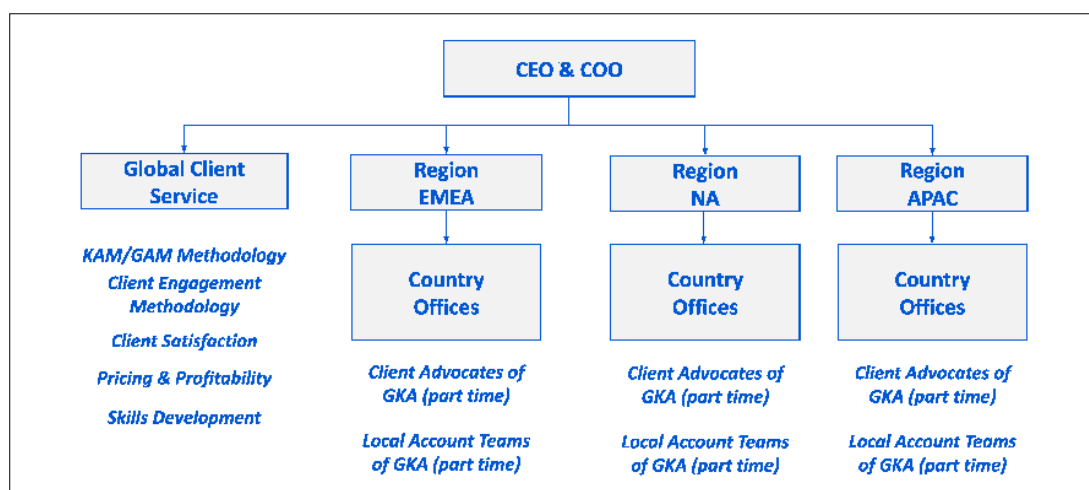 CEO & COO
Global Client
Service
Region
EMEA
Region
NA
Region
APAC
KAM/GAM Methodology
Client Engagement
Methodology
Client Satisfaction
Pricing & Profitability
Skills Development
Country
Offices
Client Advocates of
GKA (part time)
Local Account Teams
of GKA (part time)
Country
Offices
Client Advocates of
GKA (part time)
Local Account Teams
of GKA (part time)
Country
Offices
Client Advocates of
GKA (part time)
Local Account Teams
of GKA (part time)